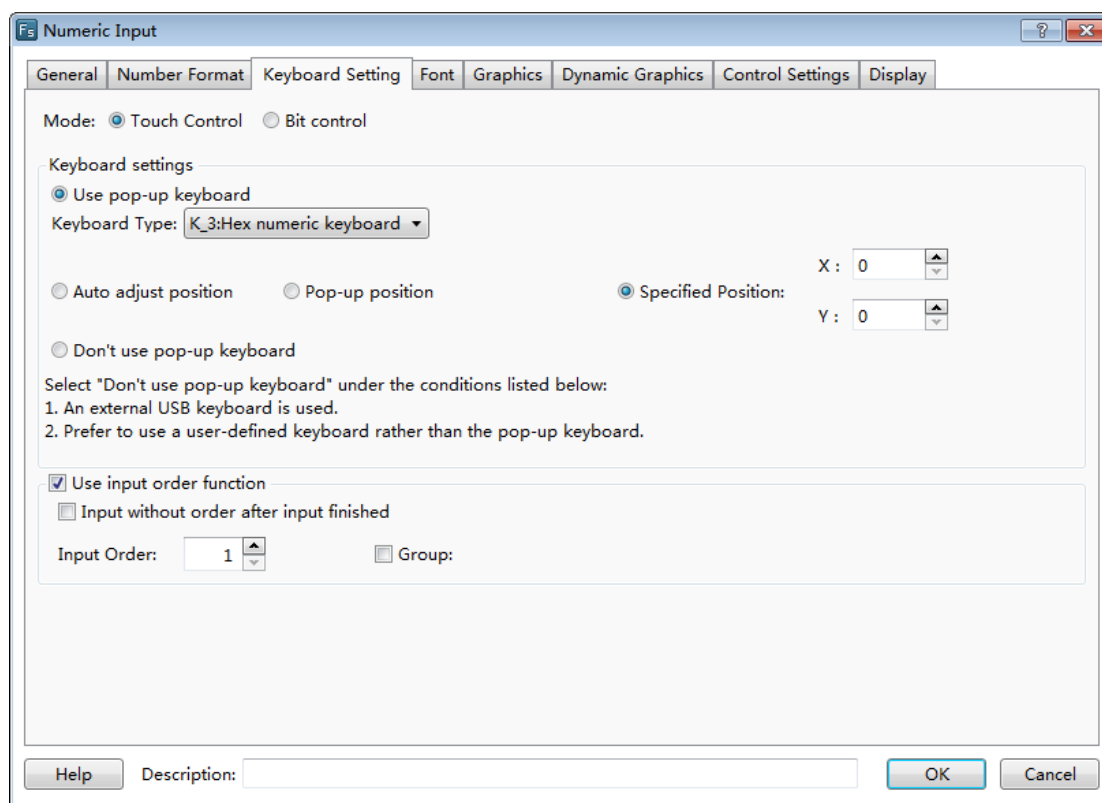 Fs Numeric Input
General Number Format Keyboard Setting Font Graphics Dynamic Graphics Control Settings Display
Mode: Touch Control Bit control
Keyboard settings
Use pop-up keyboard
Keyboard Type: K_3:Hex numeric keyboard
X : 0
Auto adjust position Pop-up position Specified Position:
Y : 0
Don't use pop-up keyboard
Select "Don't use pop-up keyboard" under the conditions listed below:
1. An external USB keyboard is used.
2. Prefer to use a user-defined keyboard rather than the pop-up keyboard.
Use input order function
Input without order after input finished
Input Order: 1 Group:
Help Description: OK Cancel